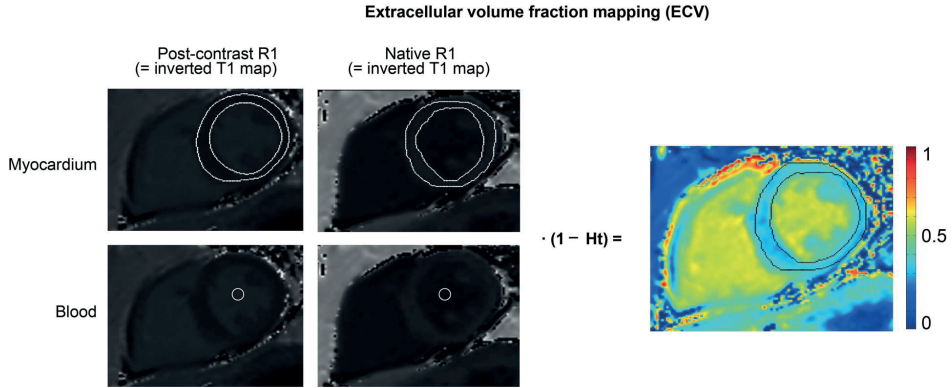 Extracellular volume fraction mapping (ECV)
Post-contrast R1
(= inverted T1 map)
Native R1
(= inverted T1 map)
Myocardium
Blood
· (1 − Ht) =
1
0.5
0